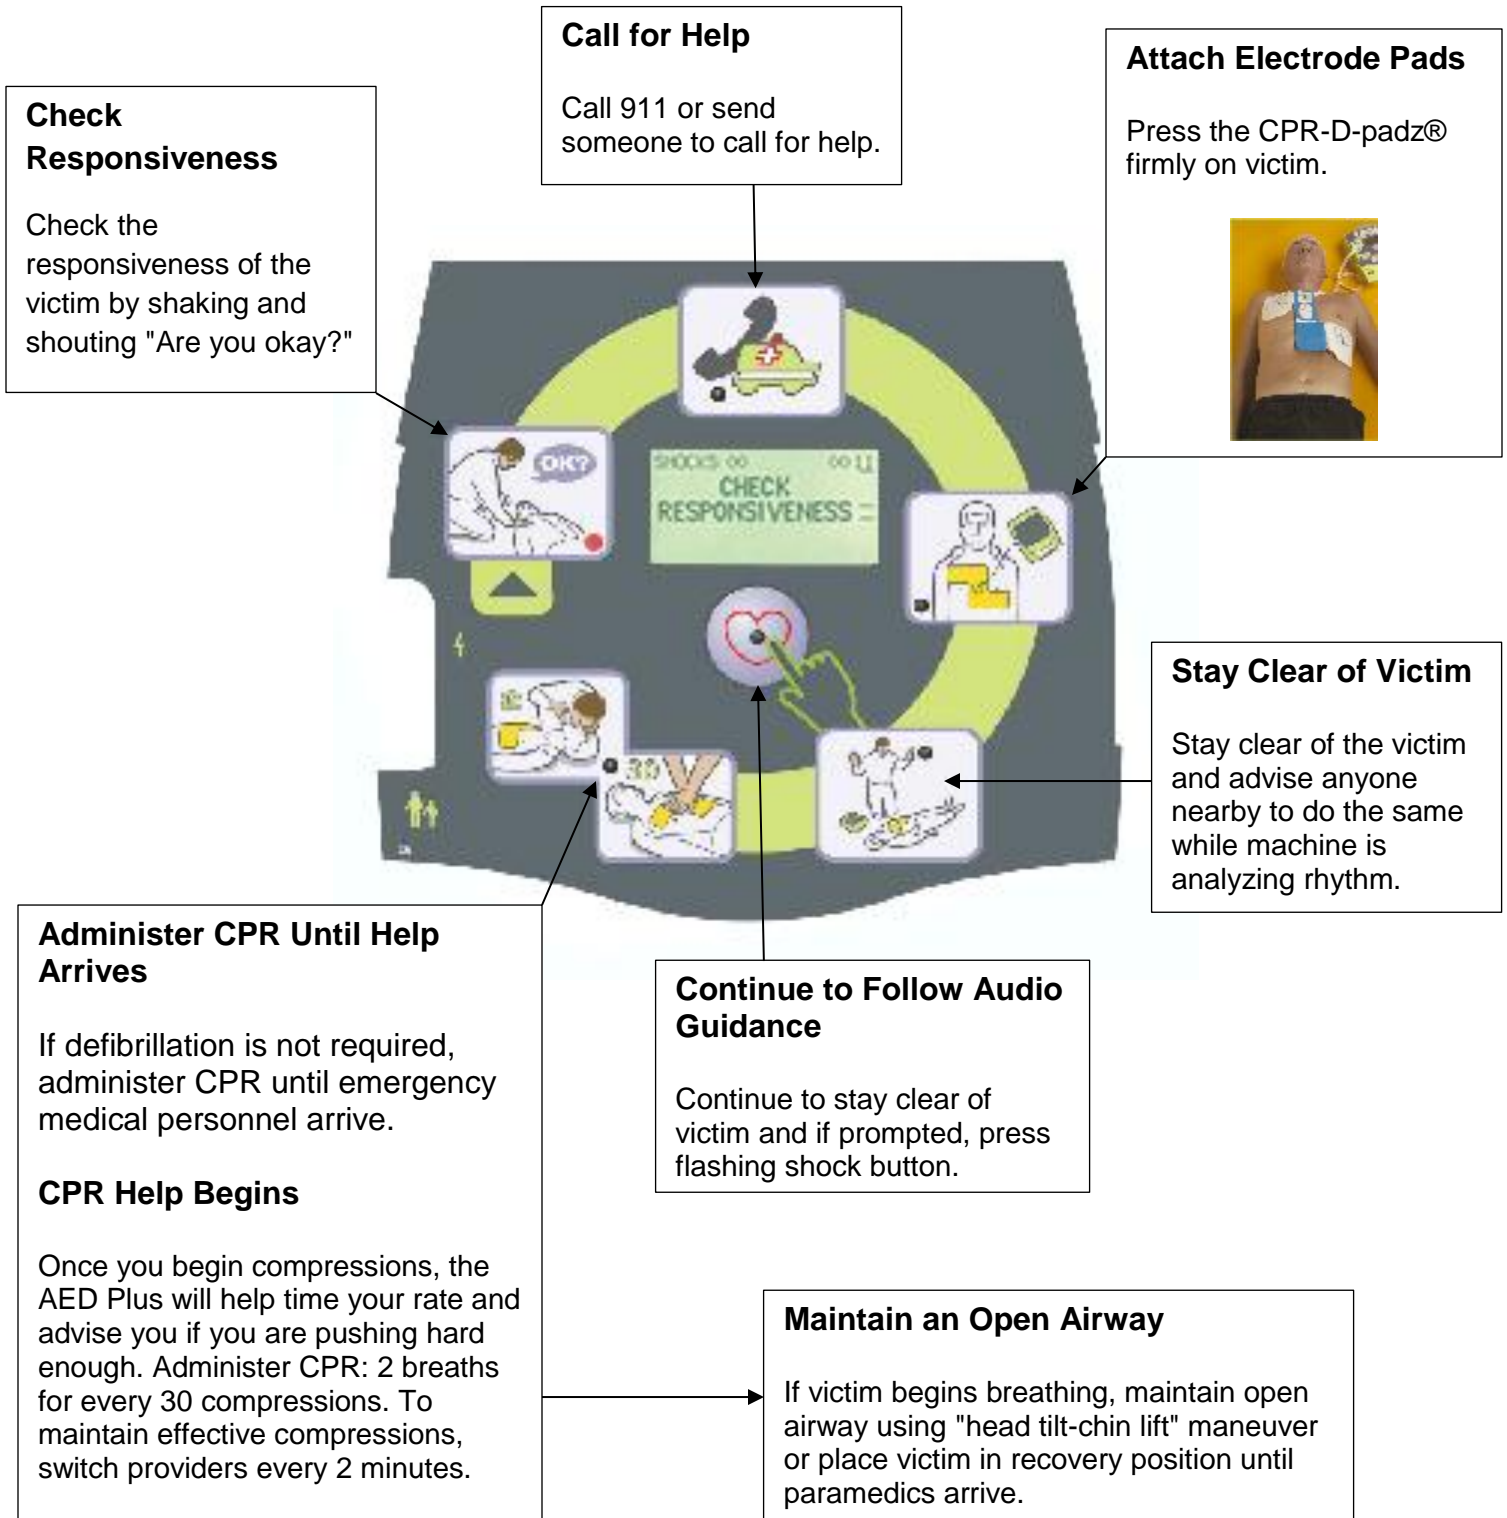 Call for Help
Call 911 or send
someone to call for help.
Attach Electrode Pads
Press the CPR-D-padz®
firmly on victim.
Check
Responsiveness
Check the
responsiveness of the
victim by shaking and
shouting "Are you okay?"
OK?
SHOCKS: 00
CHECK
RESPONSIVENESS
30
Stay Clear of Victim
Stay clear of the victim
and advise anyone
nearby to do the same
while machine is
analyzing rhythm.
Administer CPR Until Help
Arrives
If defibrillation is not required,
administer CPR until emergency
medical personnel arrive.
CPR Help Begins
Once you begin compressions, the
AED Plus will help time your rate and
advise you if you are pushing hard
enough. Administer CPR: 2 breaths
for every 30 compressions. To
maintain effective compressions,
switch providers every 2 minutes.
Continue to Follow Audio
Guidance
Continue to stay clear of
victim and if prompted, press
flashing shock button.
Maintain an Open Airway
If victim begins breathing, maintain open
airway using "head tilt-chin lift" maneuver
or place victim in recovery position until
paramedics arrive.